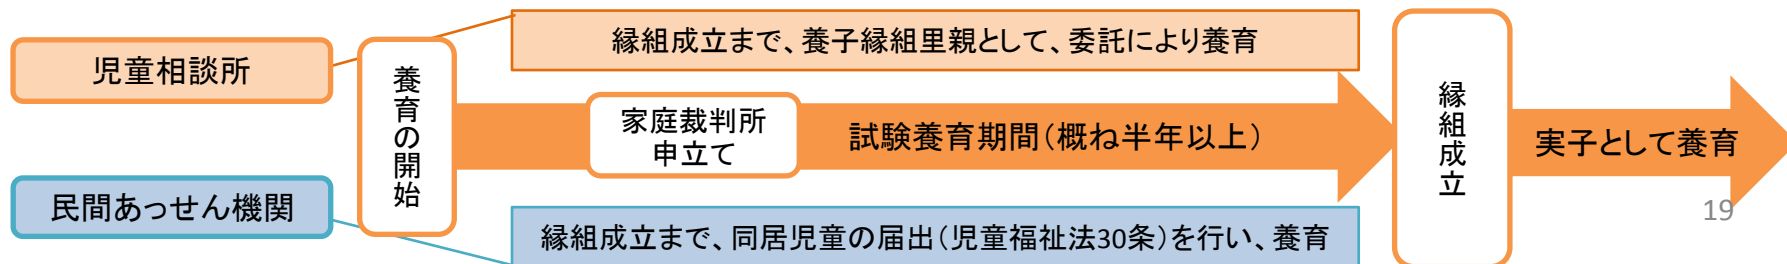 縁組成立まで、養子縁組里親として、委託により養育
児童相談所
養育の開始
家庭裁判所
申立て
試験養育期間（概ね半年以上）
縁組成立
実子として養育
民間あっせん機関
縁組成立まで、同居児童の届出（児童福祉法30条）を行い、養育
19